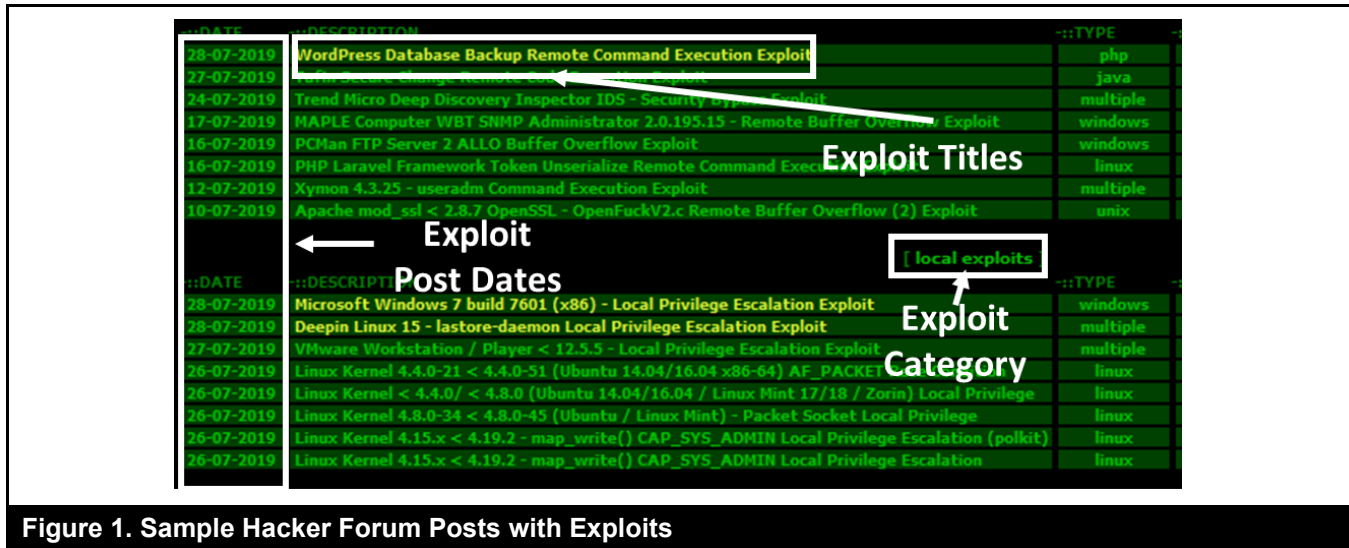 -::DATE -::DESCRIPTION -::TYPE
28-07-2019 WordPress Database Backup Remote Command Execution Exploit php
27-07-2019 Change Remote Exploit java
24-07-2019 Trend Micro Deep Discovery Inspector IDS - Security Bypass Exploit multiple
17-07-2019 MAPLE Computer WBT SNMP Administrator 2.0.195.15 - Remote Buffer Overflow Exploit windows
16-07-2019 PCMan FTP Server 2 ALLO Buffer Overflow Exploit windows
Exploit Titles
16-07-2019 PHP Laravel Framework Token Unserialize Remote Command linux
12-07-2019 Xymon 4.3.25 - useradm Command Execution Exploit multiple
10-07-2019 Apache mod_ssl < 2.8.7 OpenSSL - OpenFuckV2.c Remote Buffer Overflow (2) Exploit unix
Exploit
Post Dates
[ local exploits ]
-::DATE -::DESCRIPTION -::TYPE
28-07-2019 Microsoft Windows 7 build 7601 (x86) - Local Privilege Escalation Exploit windows
28-07-2019 Deepin Linux 15 - lastore-daemon Local Privilege Escalation Exploit multiple
Exploit
Category
27-07-2019 VMware Workstation / Player < 12.5.5 - Local Privilege Escalation Exploit multiple
26-07-2019 Linux Kernel 4.4.0-21 < 4.4.0-51 (Ubuntu 14.04/16.04 x86-64) AF_PACKET linux
26-07-2019 Linux Kernel < 4.4.0/ < 4.8.0 (Ubuntu 14.04/16.04 / Linux Mint 17/18 / Zorin) Local Privilege linux
26-07-2019 Linux Kernel 4.8.0-34 < 4.8.0-45 (Ubuntu / Linux Mint) - Packet Socket Local Privilege linux
26-07-2019 Linux Kernel 4.15.x < 4.19.2 - map_write() CAP_SYS_ADMIN Local Privilege Escalation (polkit) linux
26-07-2019 Linux Kernel 4.15.x < 4.19.2 - map_write() CAP_SYS_ADMIN Local Privilege Escalation linux
Figure 1. Sample Hacker Forum Posts with Exploits